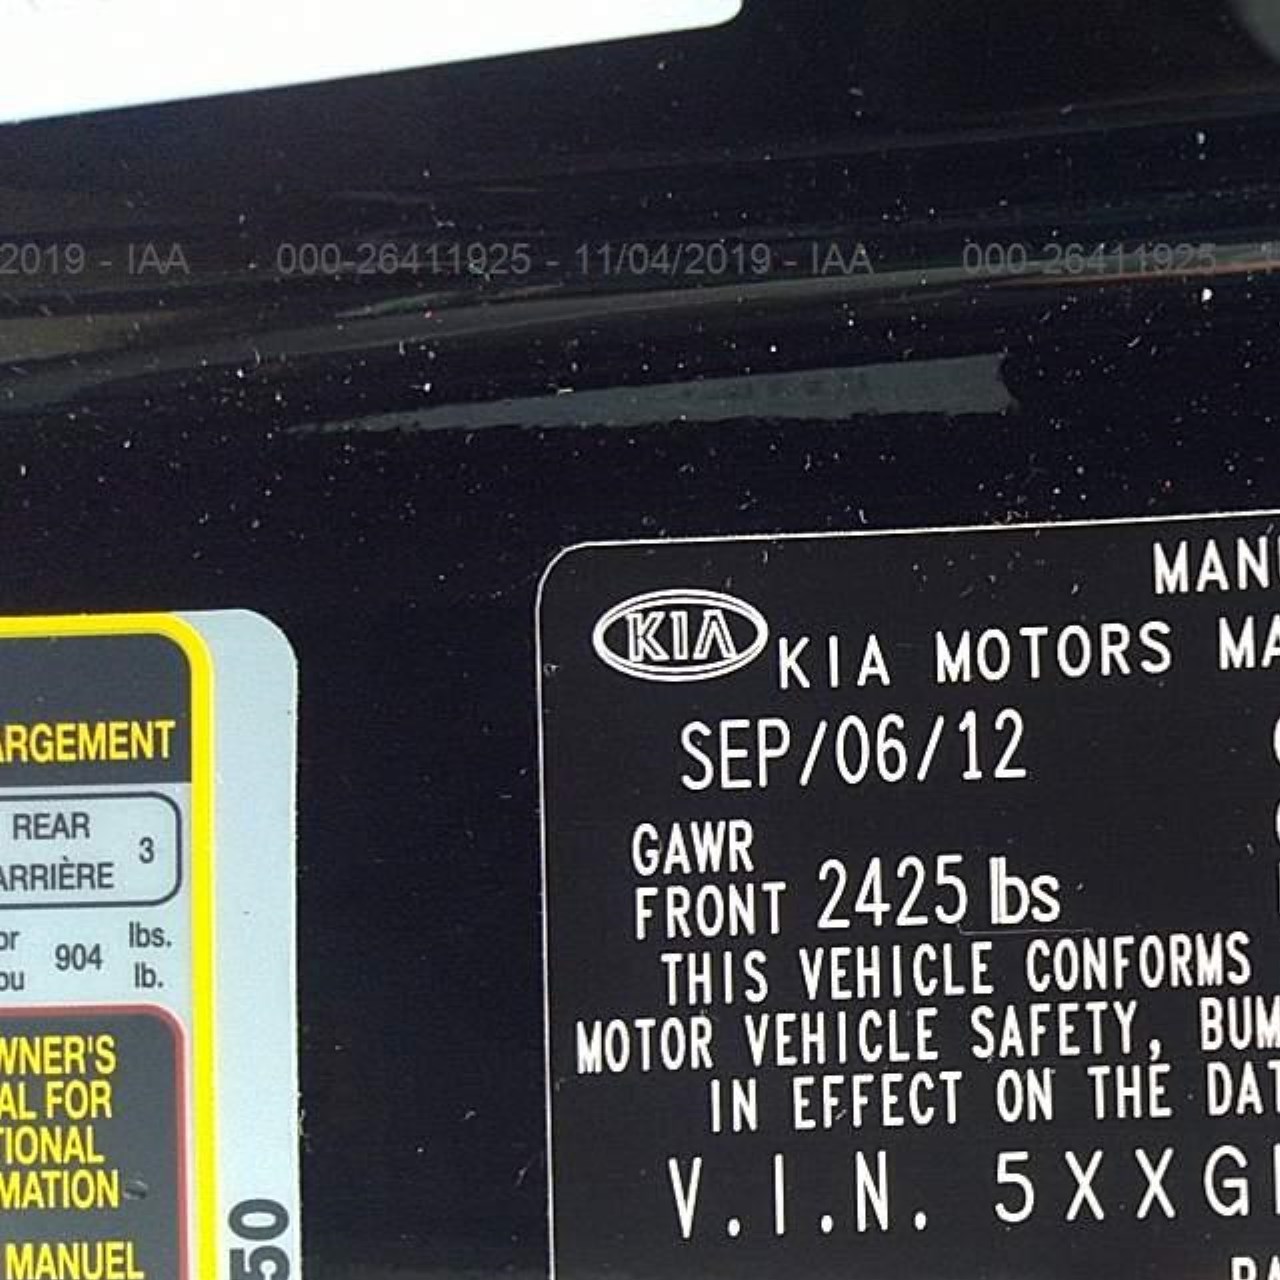 2019 - IAA 000-26411925 - 11/04/2019 - IAA 000-26411925 -
KIA
KIA MOTORS
SEP/06/12
GAWR
FRONT 2425 lbs
THIS VEHICLE CONFORMS
MOTOR VEHICLE SAFETY, BUM
IN EFFECT ON THE DAT
V.I.N. 5XXG
ARGEMENT
REAR
ARRIÈRE 3
or
ou 904 lbs.
lb.
WNER'S
AL FOR
TIONAL
MATION
MANUEL
50